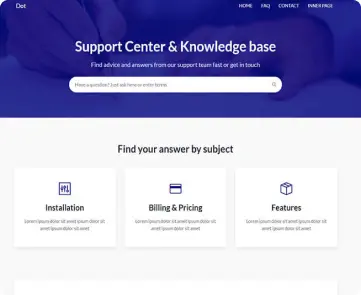 Dot
HOME FAQ CONTACT INNER PAGE
Support Center & Knowledge base
Find advice and answers from our support team fast or get in touch
Have a question? Just ask here or enter terms
Find your answer by subject
Installation
Lorem ipsum dolor sit amet ipsum dolor sit
amet ipsum dolor sit amet
Billing & Pricing
Lorem ipsum dolor sit amet ipsum dolor sit
amet ipsum dolor sit amet
Features
Lorem ipsum dolor sit amet ipsum dolor sit
amet ipsum dolor sit amet